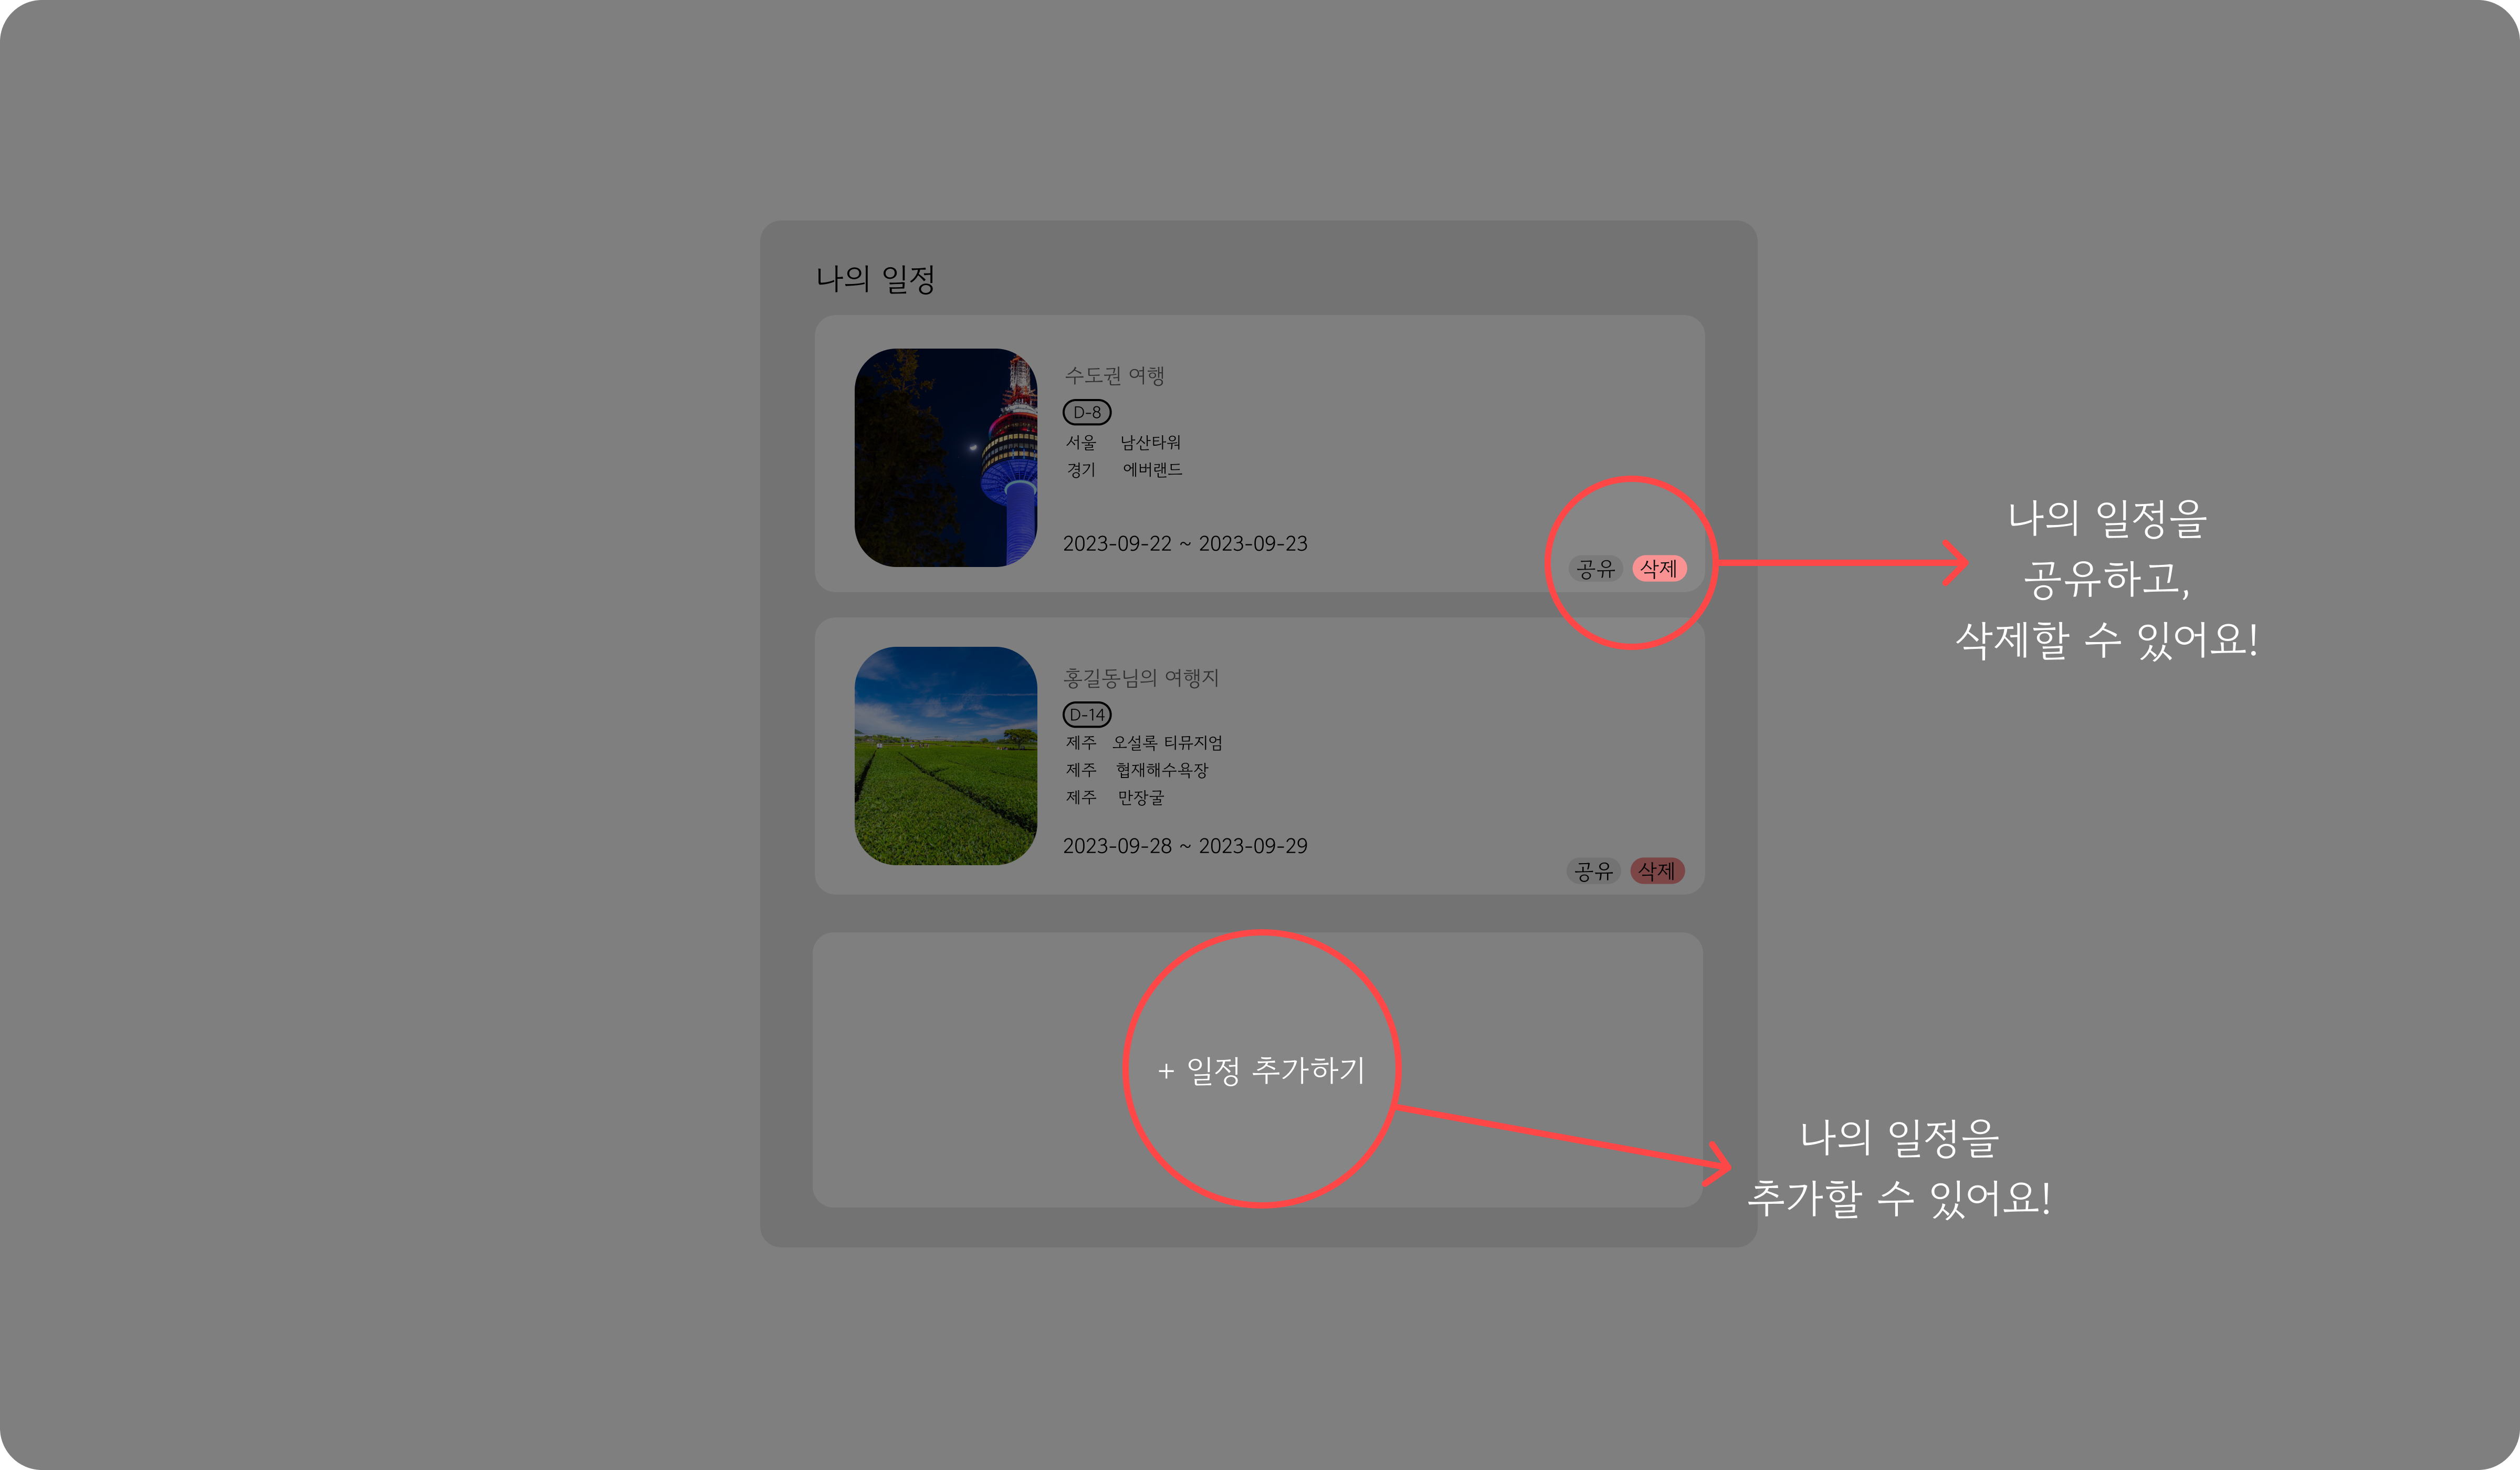 나의 일정
수도권 여행
D-8
서울 남산타워
경기 에버랜드
2023-09-22 ~ 2023-09-23
공유 삭제
나의 일정을
공유하고,
삭제할 수 있어요!
홍길동님의 여행지
D-14
제주 오설록 티뮤지엄
제주 협재해수욕장
제주 만장굴
2023-09-28 ~ 2023-09-29
공유 삭제
+ 일정 추가하기
나의 일정을
추가할 수 있어요!